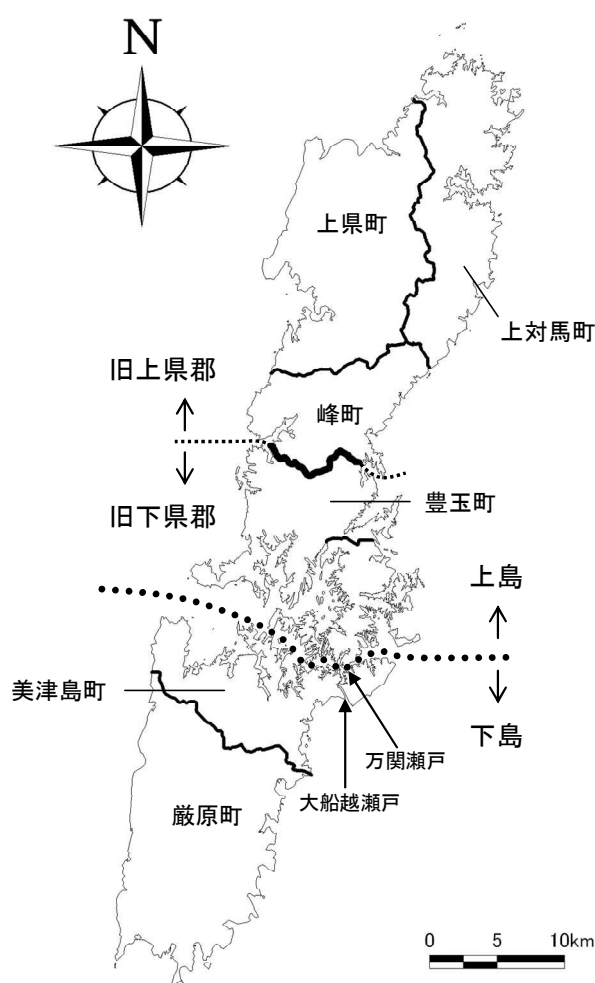 N
上県町
上対馬町
旧上県郡
峰町
旧下県郡
豊玉町
上島
美津島町
下島
万関瀬戸
大船越瀬戸
厳原町
0 5 10km